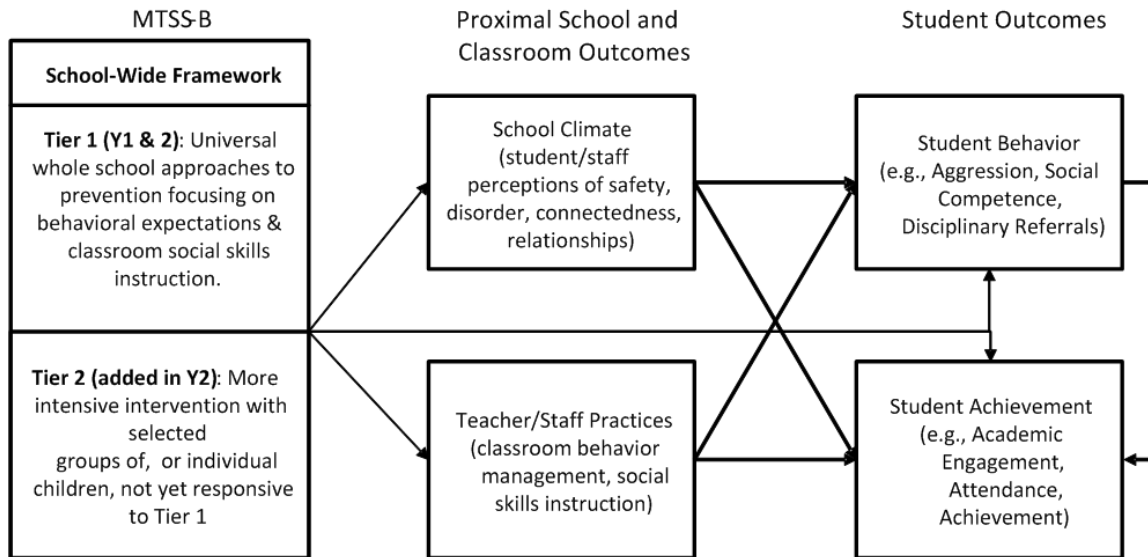 MTSS-B
School-Wide Framework
Tier 1 (Y1 & 2): Universal
whole school approaches to
prevention focusing on
behavioral expectations &
classroom social skills
instruction.
Tier 2 (added in Y2): More
intensive intervention with
selected
groups of, or individual
children, not yet responsive
to Tier 1
Proximal School and
Classroom Outcomes
School Climate
(student/staff
perceptions of safety,
disorder, connectedness,
relationships)
Teacher/Staff Practices
(classroom behavior
management, social
skills instruction)
Student Outcomes
Student Behavior
(e.g., Aggression, Social
Competence,
Disciplinary Referrals)
Student Achievement
(e.g., Academic
Engagement,
Attendance,
Achievement)